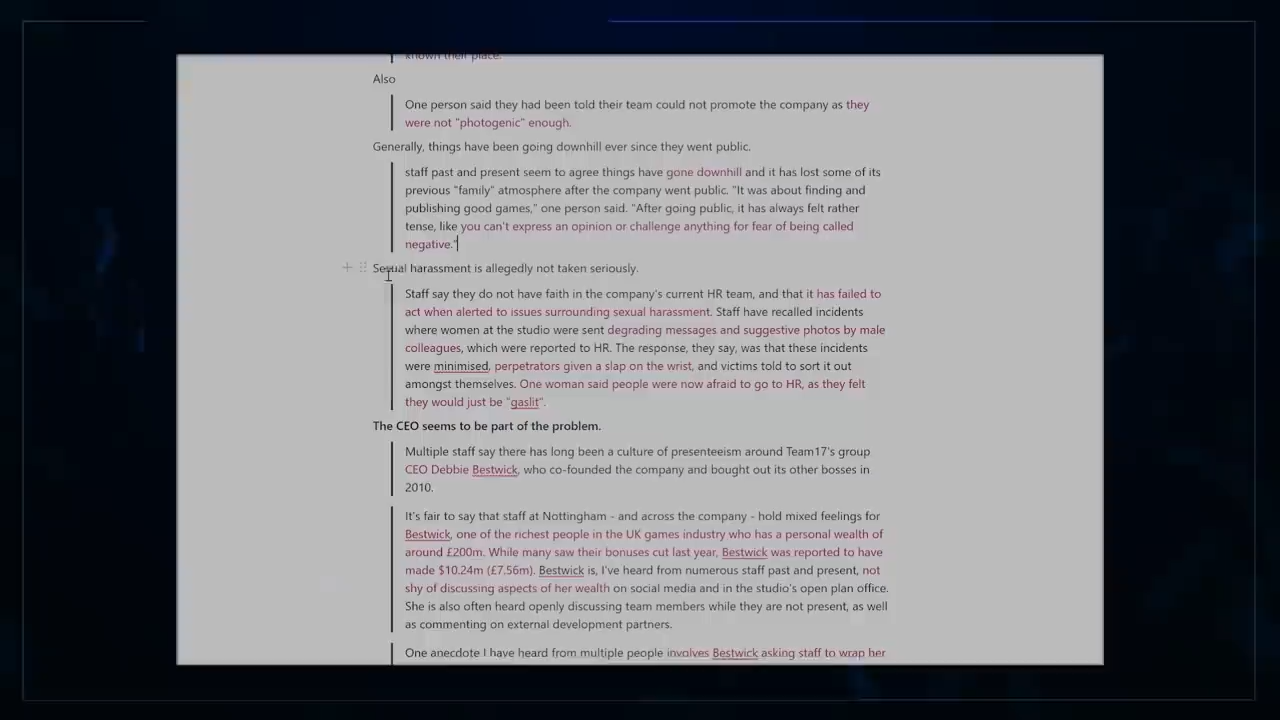 known their place.
Also
One person said they had been told their team could not promote the company as they
were not "photogenic" enough.
Generally, things have been going downhill ever since they went public.
staff past and present seem to agree things have gone downhill and it has lost some of its
previous "family" atmosphere after the company went public. "It was about finding and
publishing good games," one person said. "After going public, it has always felt rather
tense, like you can't express an opinion or challenge anything for fear of being called
negative."
Sexual harassment is allegedly not taken seriously.
Staff say they do not have faith in the company's current HR team, and that it has failed to
act when alerted to issues surrounding sexual harassment. Staff have recalled incidents
where women at the studio were sent degrading messages and suggestive photos by male
colleagues, which were reported to HR. The response, they say, was that these incidents
were minimised, perpetrators given a slap on the wrist, and victims told to sort it out
amongst themselves. One woman said people were now afraid to go to HR, as they felt
they would just be "gaslit".
The CEO seems to be part of the problem.
Multiple staff say there has long been a culture of presenteeism around Team17's group
CEO Debbie Bestwick, who co-founded the company and bought out its other bosses in
2010.
It's fair to say that staff at Nottingham - and across the company - hold mixed feelings for
Bestwick, one of the richest people in the UK games industry who has a personal wealth of
around £200m. While many saw their bonuses cut last year, Bestwick was reported to have
made $10.24m (£7.56m). Bestwick is, I've heard from numerous staff past and present, not
shy of discussing aspects of her wealth on social media and in the studio's open plan office.
She is also often heard openly discussing team members while they are not present, as well
as commenting on external development partners.
One anecdote I have heard from multiple people involves Bestwick asking staff to wrap her